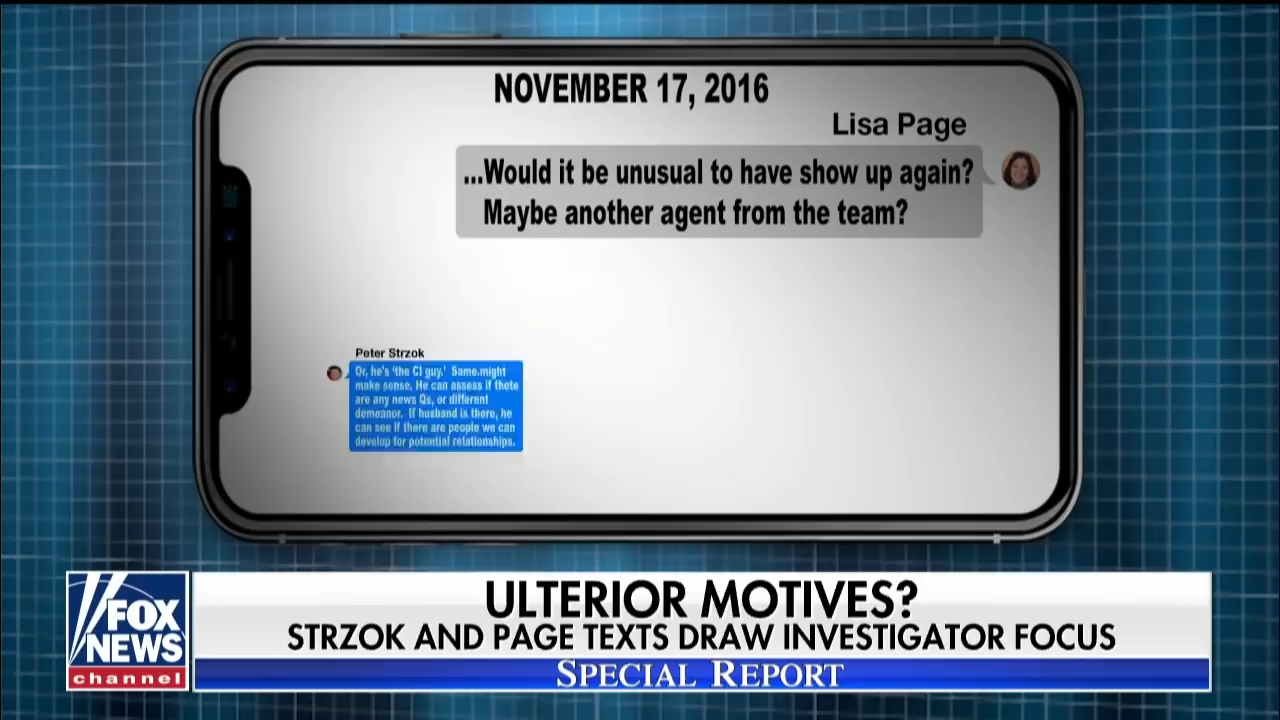 NOVEMBER 17, 2016
Lisa Page
...Would it be unusual to have show up again?
Maybe another agent from the team?
Peter Strzok
Or, he's 'the CI guy.' Same.might
make sense. He can assess if there
are any news Qs, or different
demeanor. If husband is there, he
can see if there are people we can
develop for potential relationships.
ULTERIOR MOTIVES?
STRZOK AND PAGE TEXTS DRAW INVESTIGATOR FOCUS
SPECIAL REPORT
FOX
NEWS
channel